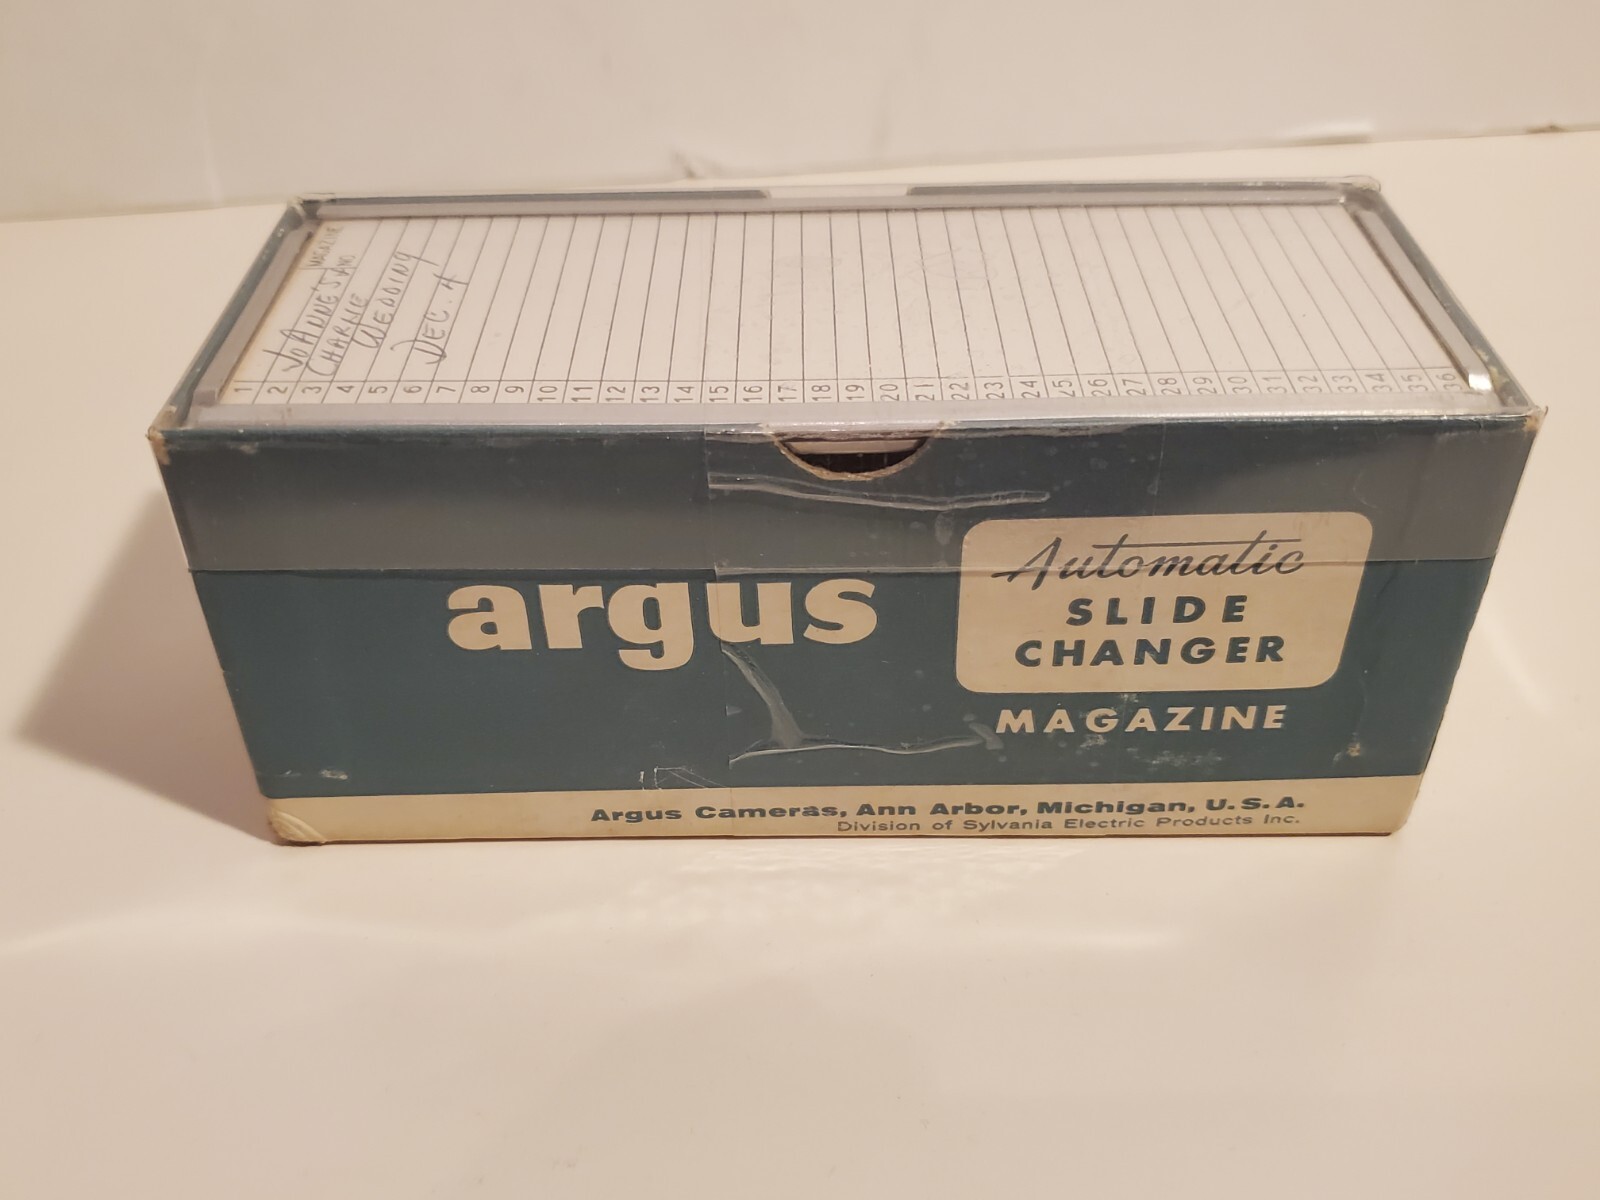 MAGAZINE
JOANNE'S AND
CHARLIE
WEDDING
DEC. 4
1 2 3 4 5 6 7 8 9 10 11 12 13 14 15 16 17 18 19 20 21 22 23 24 25 26 27 28 29 30 31 32 33 34 35 36
argus
Automatic
SLIDE
CHANGER
MAGAZINE
Argus Cameras, Ann Arbor, Michigan, U.S.A.
Division of Sylvania Electric Products Inc.